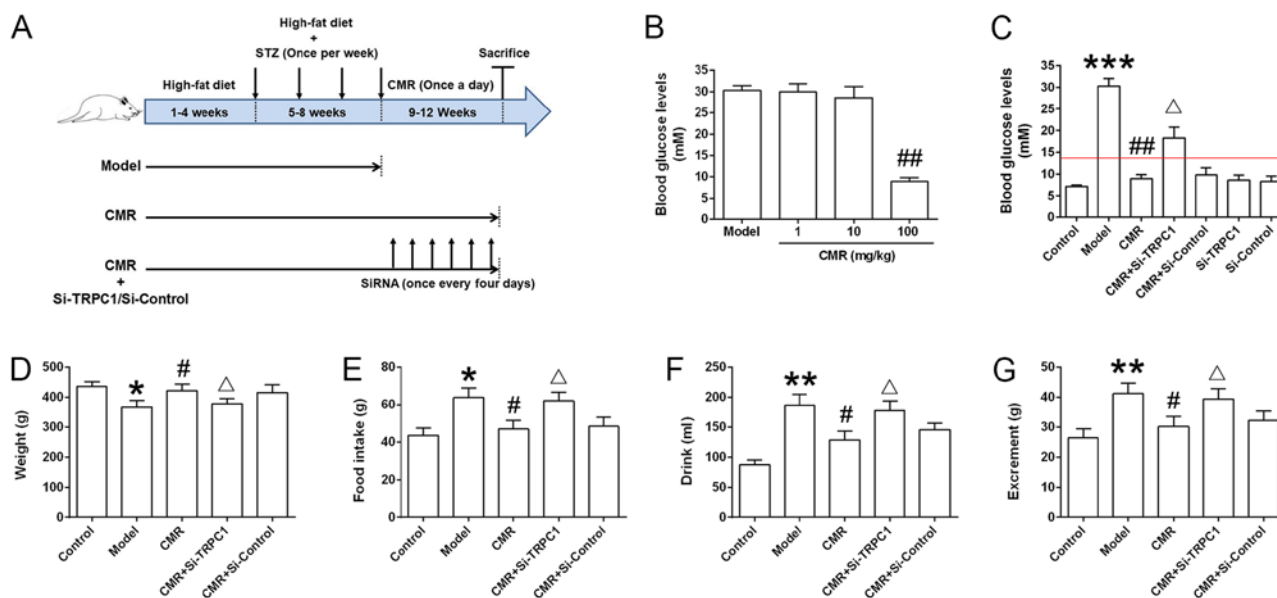 A
High-fat diet
+
STZ (Once per week)
Sacrifice
High-fat diet
CMR (Once a day)
1-4 weeks
5-8 weeks
9-12 Weeks
Model
CMR
CMR
+
Si-TRPC1/Si-Control
SiRNA (once every four days)
B
Blood glucose levels
(mM)
35
30
25
20
15
10
5
0
##
Model
1
10
100
CMR (mg/kg)
C
Blood glucose levels
(mM)
35
30
25
20
15
10
5
0
***
##
△
Control
Model
CMR
CMR+Si-TRPC1
CMR+Si-Control
Si-TRPC1
Si-Control
D
Weight (g)
500
400
300
200
100
0
*
#
△
Control
Model
CMR
CMR+Si-TRPC1
CMR+Si-Control
E
Food intake (g)
80
60
40
20
0
*
#
△
Control
Model
CMR
CMR+Si-TRPC1
CMR+Si-Control
F
Drink (ml)
250
200
150
100
50
0
**
#
△
Control
Model
CMR
CMR+Si-TRPC1
CMR+Si-Control
G
Excrement (g)
50
40
30
20
10
0
**
#
△
Control
Model
CMR
CMR+Si-TRPC1
CMR+Si-Control